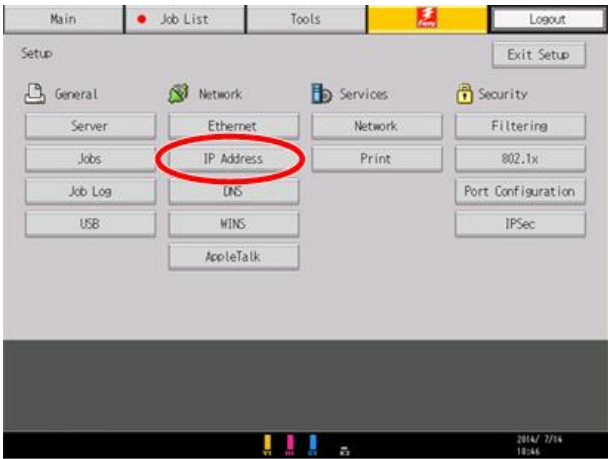 Main Job List Tools Fiery Logout
Setup Exit Setup
General Network Services Security
Server Ethernet Network Filtering
Jobs IP Address Print 802.1x
Job Log DNS Port Configuration
USB WINS IPSec
AppleTalk
2014/ 7/14
10:46